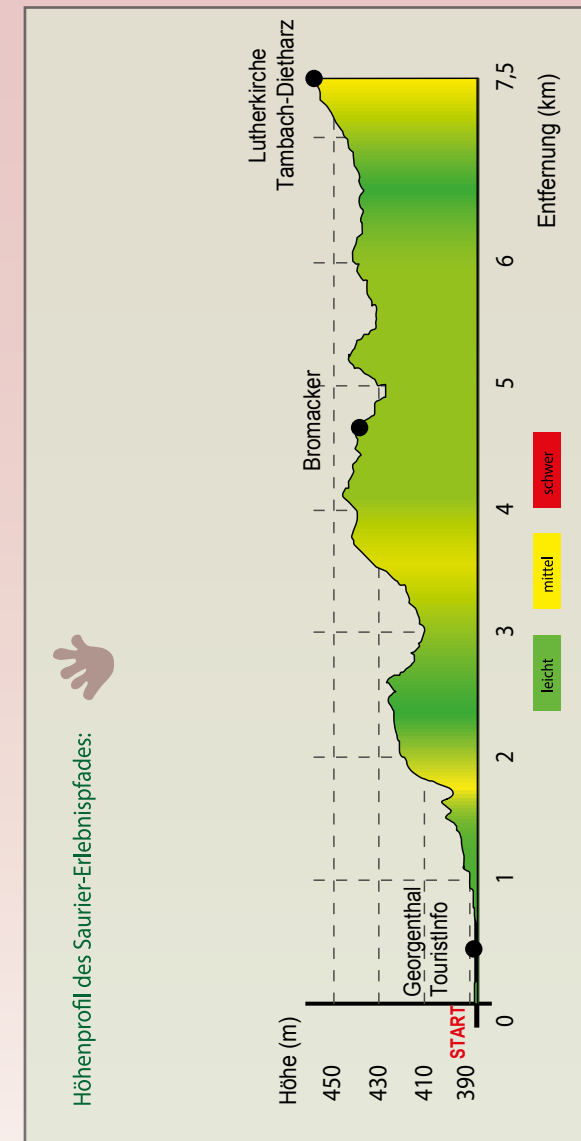 Höhenprofil des Saurier-Erlebnispfades:
Höhe (m)
450
430
410
390
START
Georgenthal
TouristInfo
Bromacker
Lutherkirche
Tambach-Dietharz
0
1
2
3
4
5
6
7,5
Entfernung (km)
leicht
mittel
schwer